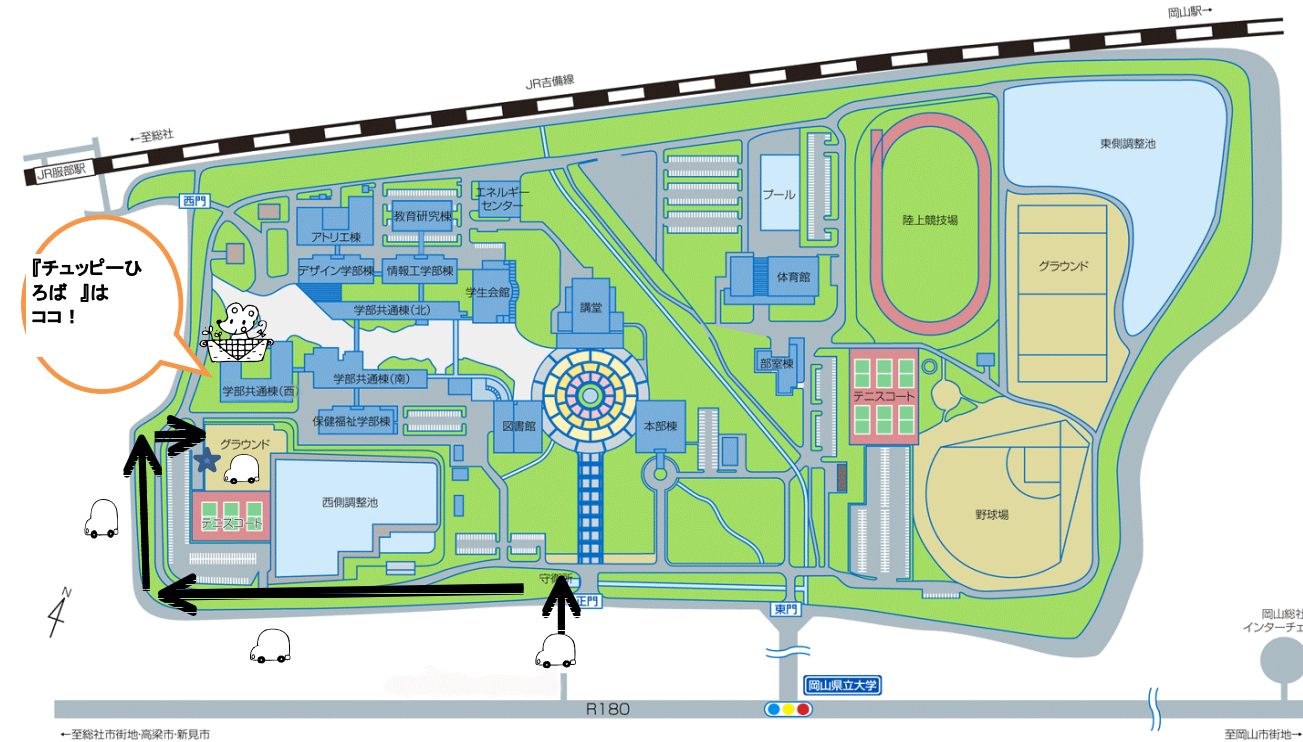 岡山駅→
JR吉備線
←至総社
JR服部駅
西門
『チュッピーひ
ろば 』は
ココ！
アトリエ棟
教育研究棟
エネルギー
センター
デザイン学部棟
情報工学部棟
学生会館
学部共通棟(北)
講堂
プール
体育館
陸上競技場
東側調整池
グラウンド
学部共通棟(西)
学部共通棟(南)
保健福祉学部棟
図書館
本部棟
部室棟
テニスコート
グラウンド
西側調整池
テニスコート
野球場
守衛所
正門
東門
N
岡山県立大学
岡山総社
インターチェ
R180
←至総社市街地・高梁市・新見市
至岡山市街地→